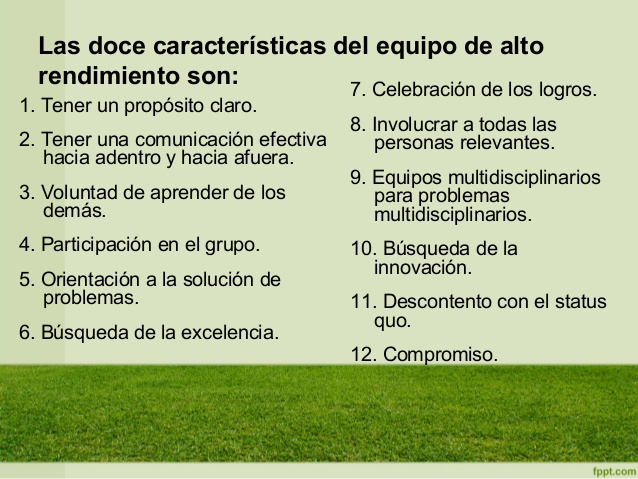 Las doce características del equipo de alto
rendimiento son:
1. Tener un propósito claro.
2. Tener una comunicación efectiva
hacia adentro y hacia afuera.
3. Voluntad de aprender de los
demás.
4. Participación en el grupo.
5. Orientación a la solución de
problemas.
6. Búsqueda de la excelencia.
7. Celebración de los logros.
8. Involucrar a todas las
personas relevantes.
9. Equipos multidisciplinarios
para problemas
multidisciplinarios.
10. Búsqueda de la
innovación.
11. Descontento con el status
quo.
12. Compromiso.
fppt.com